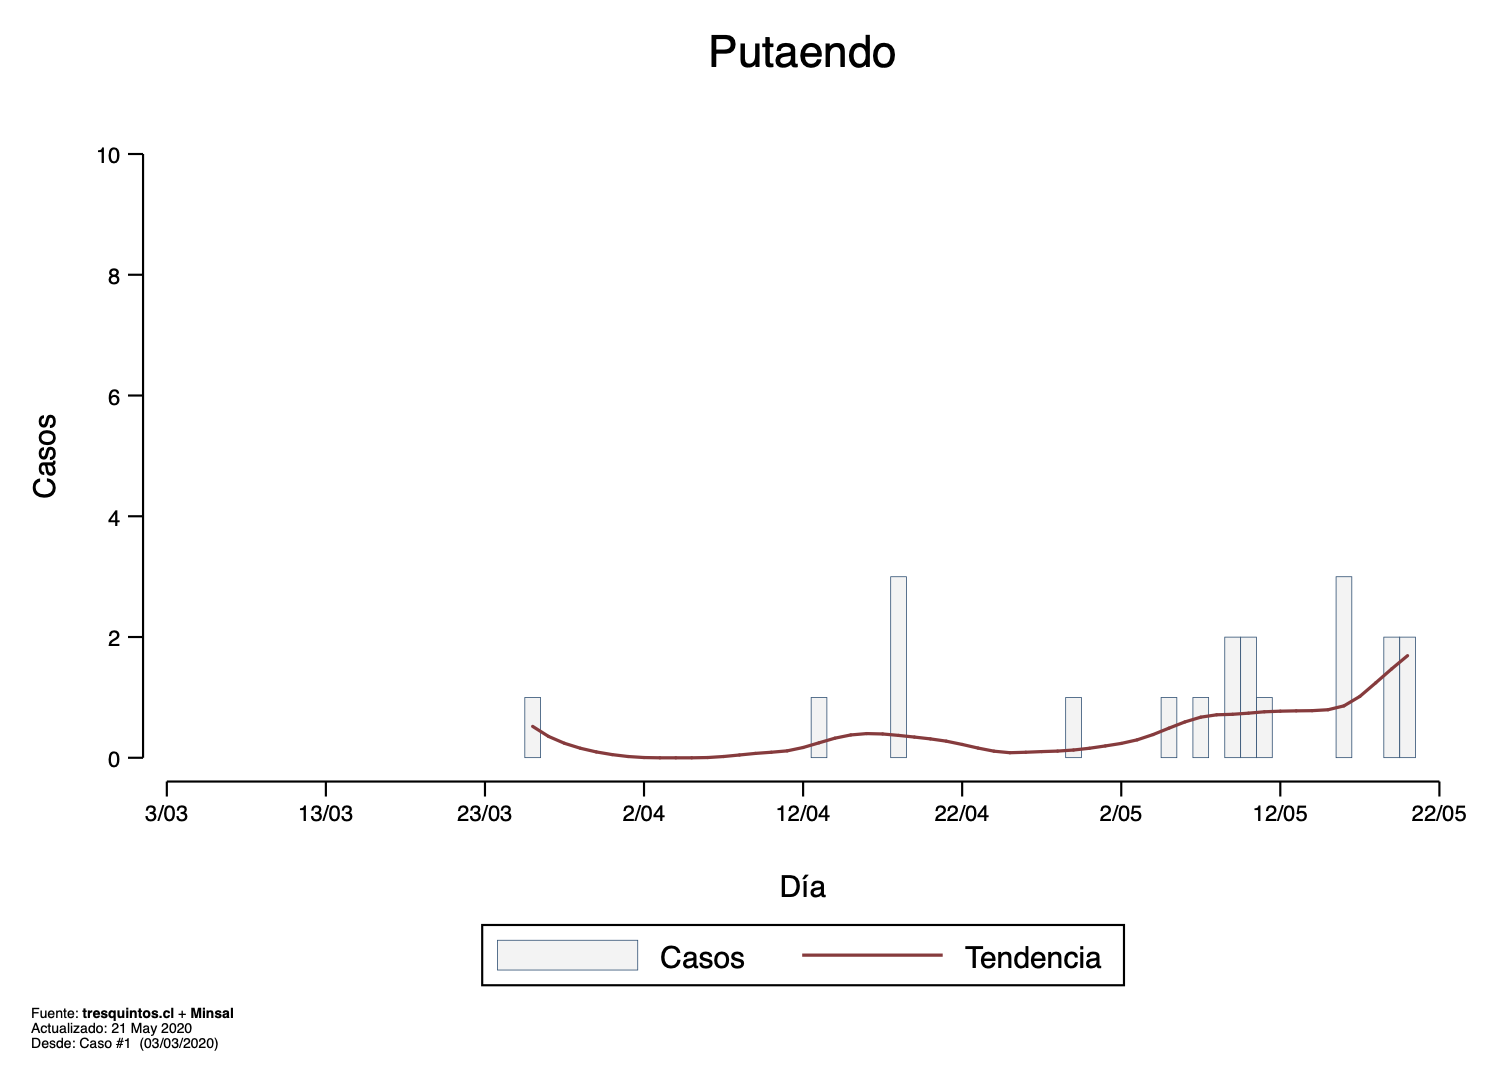 Putaendo
10
8
6
4
2
0
Casos
3/03 13/03 23/03 2/04 12/04 22/04 2/05 12/05 22/05
Día
Casos Tendencia
Fuente: tresquintos.cl + Minsal
Actualizado: 21 May 2020
Desde: Caso #1 (03/03/2020)